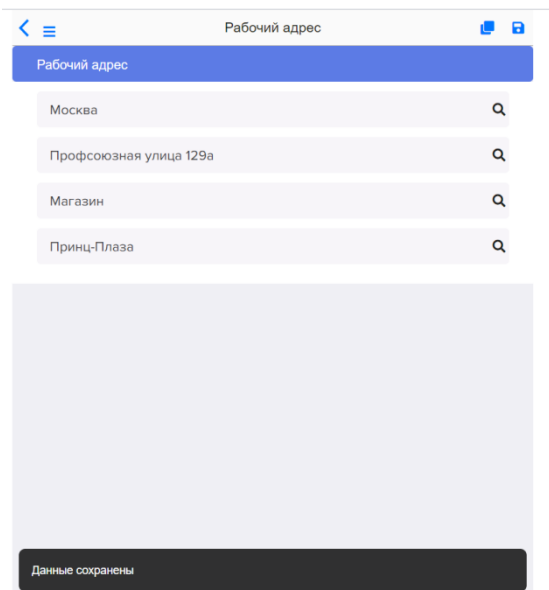 Рабочий адрес
Рабочий адрес
Москва
Профсоюзная улица 129а
Магазин
Принц-Плаза
Данные сохранены